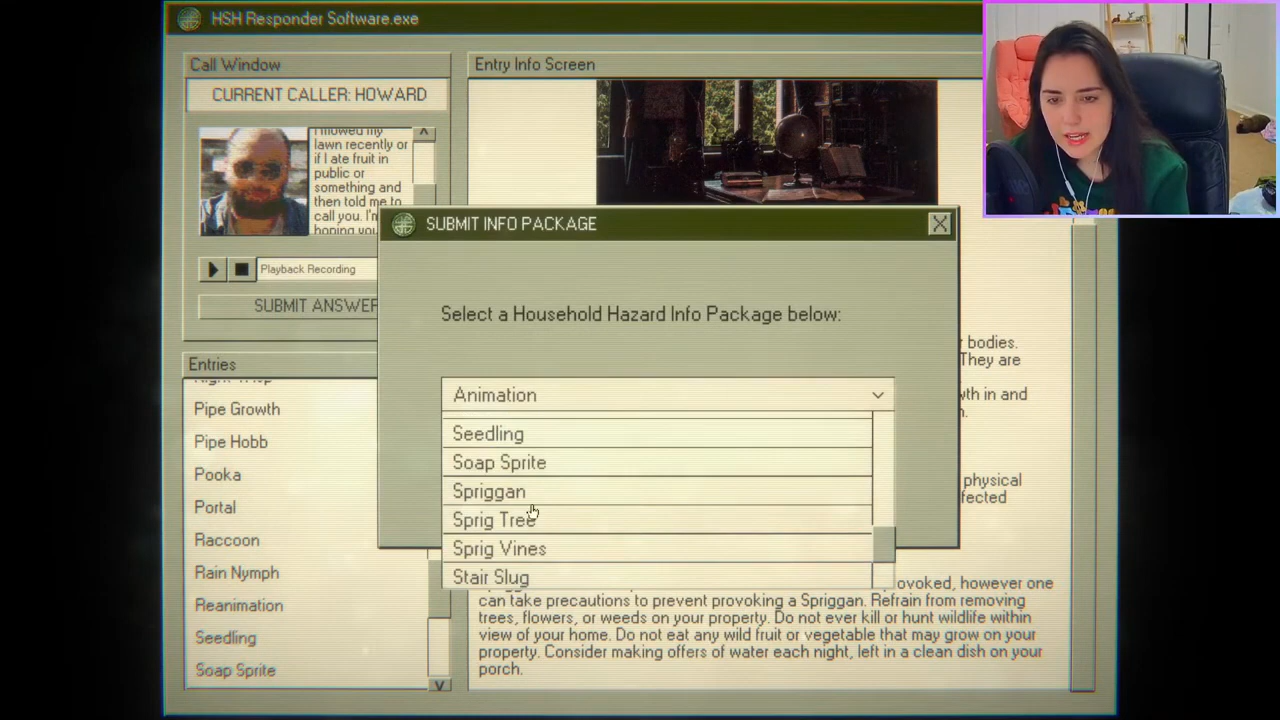 HSH Responder Software.exe
Call Window
CURRENT CALLER: HOWARD
I mowed my
lawn recently or
if I ate fruit in
public or
something and
then told me to
call you. I'm
hoping you
Playback Recording
SUBMIT ANSWER
Entries
Pipe Growth
Pipe Hobb
Pooka
Portal
Raccoon
Rain Nymph
Reanimation
Seedling
Soap Sprite
Entry Info Screen
bodies.
They are
in and
physical
SUBMIT INFO PACKAGE
Select a Household Hazard Info Package below:
Animation
Seedling
Soap Sprite
Spriggan
Sprig Tree
Sprig Vines
Stair Slug
however one
can take precautions to prevent provoking a Spriggan. Refrain from removing
trees, flowers, or weeds on your property. Do not ever kill or hunt wildlife within
view of your home. Do not eat any wild fruit or vegetable that may grow on your
property. Consider making offers of water each night, left in a clean dish on your
porch.